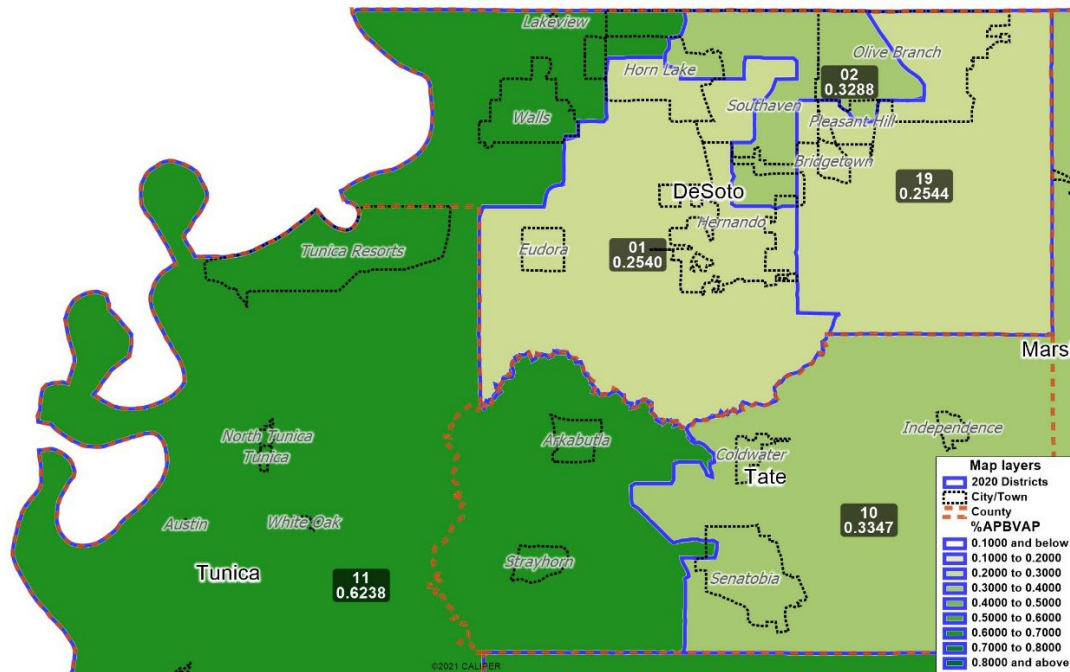 Lakeview
Olive Branch
Horn Lake
02
0.3288
Southaven
Walls
Pleasant Hill
Bridgetown
19
0.2544
DeSoto
Hernando
Tunica Resorts
Eudora
01
0.2540
Mars
North Tunica
Tunica
Arkabutla
Independence
Coldwater
Tate
Austin
White Oak
10
0.3347
Strayhorn
Senatobia
Tunica
11
0.6238
©2021 CALIPER
Map layers
2020 Districts
City/Town
County
%APBVAP
0.1000 and below
0.1000 to 0.2000
0.2000 to 0.3000
0.3000 to 0.4000
0.4000 to 0.5000
0.5000 to 0.6000
0.6000 to 0.7000
0.7000 to 0.8000
0.8000 and above